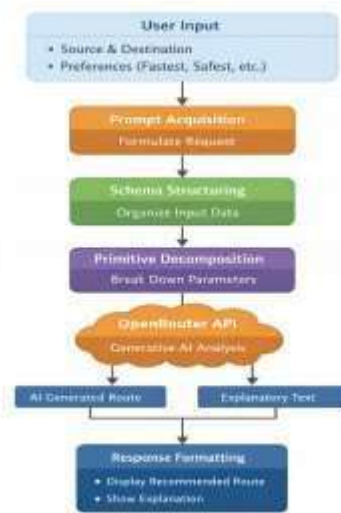 User Input
• Source & Destination
• Preferences (Fastest, Safest, etc.)
Prompt Acquisition
Formulate Request
Schema Structuring
Organize Input Data
Primitive Decomposition
Break Down Parameters
OpenRouter API
Generative AI Analysis
AI Generated Route
Explanatory Text
Response Formatting
• Display Recommended Route
• Show Explanation